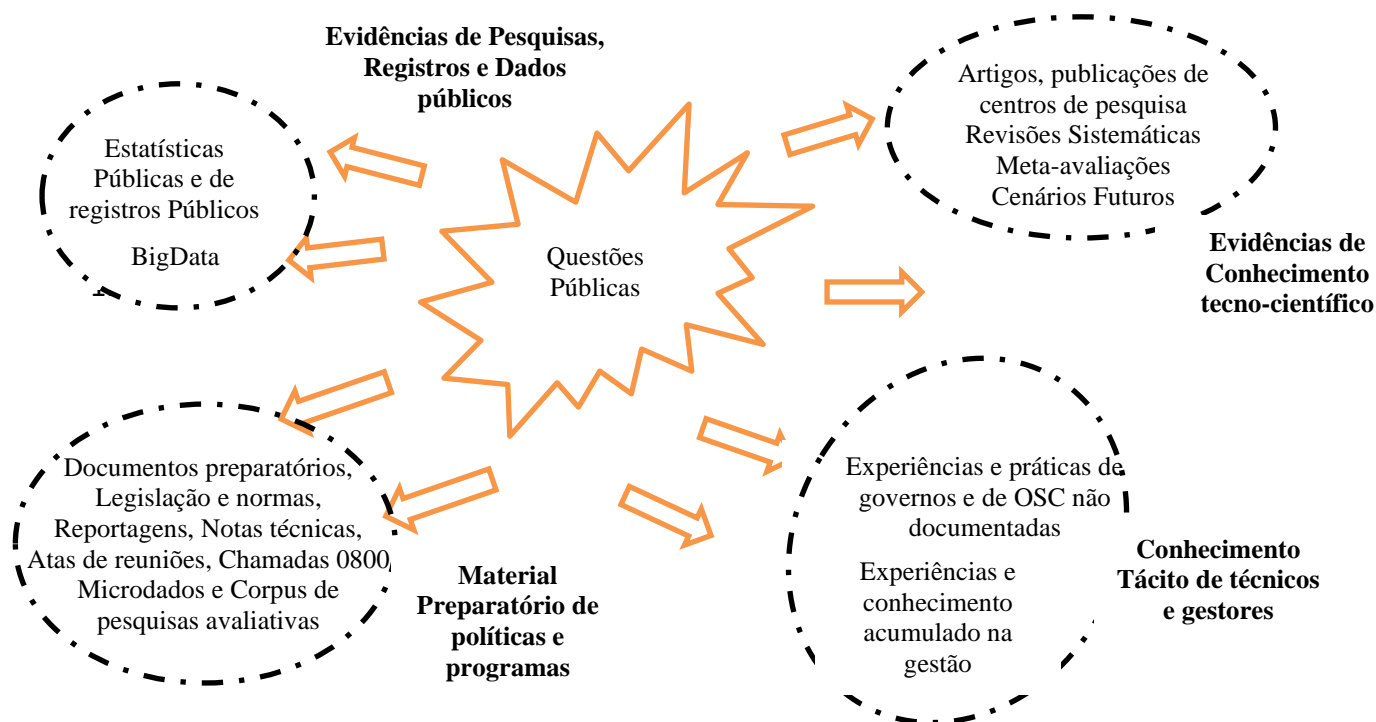 Evidências de Pesquisas,
Registros e Dados
públicos
Estatísticas
Públicas e de
registros Públicos
BigData
Questões
Públicas
Artigos, publicações de
centros de pesquisa
Revisões Sistemáticas
Meta-avaliações
Cenários Futuros
Evidências de
Conhecimento
tecno-científico
Documentos preparatórios,
Legislação e normas,
Reportagens, Notas técnicas,
Atas de reuniões, Chamadas 0800,
Microdados e Corpus de
pesquisas avaliativas
Material
Preparatório de
políticas e
programas
Experiências e práticas de
governos e de OSC não
documentadas
Experiências e
conhecimento
acumulado na
gestão
Conhecimento
Tácito de técnicos
e gestores